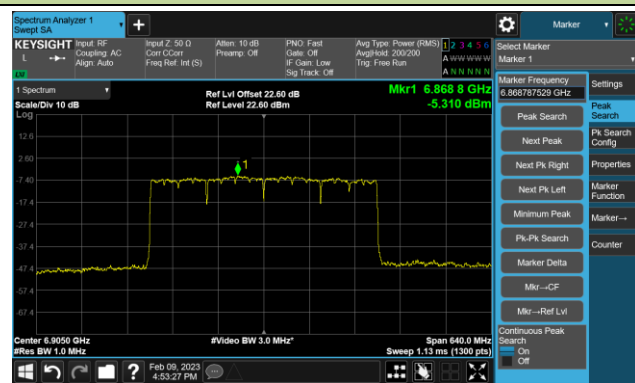 Spectrum Analyzer 1
Swept SA
Marker
KEYSIGHT
Input: RF
Input Z: 50 Ω
Atten: 10 dB
PNO: Fast
Avg Type: Power (RMS)
1 2 3 4 5 6
Select Marker
L
Coupling: AC
Corr CCorr
Preamp: Off
Gate: Off
Avg|Hold: 200/200
A W W W W W
Marker 1
Align: Auto
Freq Ref: Int (S)
IF Gain: Low
Trig: Free Run
Sig Track: Off
A N N N N N
1 Spectrum
Ref Lvl Offset 22.60 dB
Mkr1 6.868 8 GHz
Scale/Div 10 dB
Ref Level 22.60 dBm
-5.310 dBm
Log
12.6
2.60
-7.40
-17.4
-27.4
-37.4
-47.4
-57.4
-67.4
1
Center 6.9050 GHz
#Video BW 3.0 MHz*
Span 640.0 MHz
#Res BW 1.0 MHz
Sweep 1.13 ms (1300 pts)
Marker Frequency
6.868787529 GHz
Peak Search
Next Peak
Next Pk Right
Next Pk Left
Minimum Peak
Pk-Pk Search
Marker Delta
Mkr→CF
Mkr→Ref Lvl
Continuous Peak
Search
On
Off
Settings
Peak
Search
Pk Search
Config
Properties
Marker
Function
Marker→
Counter
Feb 09, 2023
4:53:27 PM